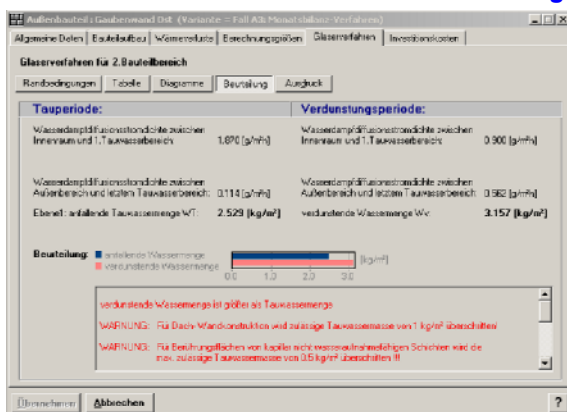 Außenbauteil: Gaubenwand Ost (Variante = Fall A3: Monatsbilanz-Verfahren)
Algemeine Daten Bauteilaufbau Wärmeverluste Berechnungsgrößen Glaserverfahren Investitionskosten
Glaserverfahren für 2.Bauteilbereich
Randbedingungen Tabelle Diagramme Beurteilung Ausdruck
Tauperiode: Verdunstungsperiode:
Wasserdampfdiffusionsstromdichte zwischen Wasserdampfdiffusionsstromdichte zwischen
Innenraum und 1.Tauwasserbereich: 1.870 [g/m²h] Innenraum und 1.Tauwasserbereich: 0.900 [g/m²h]
Wasserdampfdiffusionsstromdichte zwischen Wasserdampfdiffusionsstromdichte zwischen
Außenbereich und letztem Tauwasserbereich: 0.114 [g/m²h] Außenbereich und letztem Tauwasserbereich: 0.562 [g/m²h]
Ebene1: anfallende Tauwassermenge WT: 2.529 [kg/m²] verdunstende Wassermenge Wv: 3.157 [kg/m²]
Beurteilung: anfallende Wassermenge [kg/m²]
verdunstende Wassermenge
0.0 1.0 2.0 3.0
verdunstende Wassermenge ist größer als Tauwassermenge
WARNUNG: Für Dach-Wandkonstruktion wird zulässige Tauwassermasse von 1 kg/m² überschritten!
WARNUNG: Für Berührungsflächen von kapillar nicht wasseraufnahmefähigen Schichten wird die
max. zulässige Tauwassermasse von 0.5 kg/m² überschritten !!!
Übernehmen Abbrechen ?